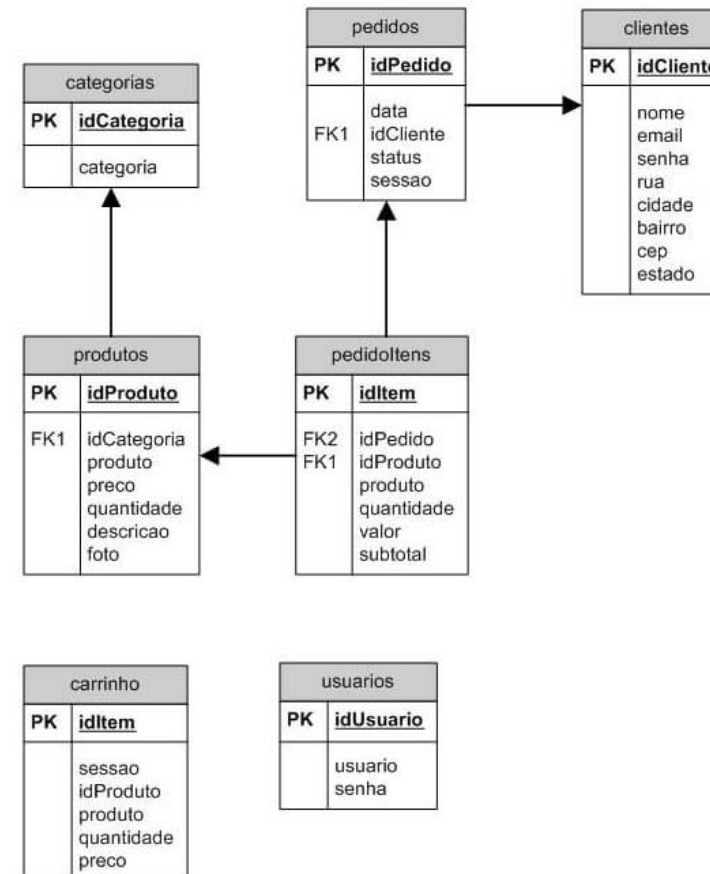 pedidos
PK idPedido
data
FK1 idCliente
status
sessao
clientes
PK idCliente
nome
email
senha
rua
cidade
bairro
cep
estado
categorias
PK idCategoria
categoria
produtos
PK idProduto
FK1 idCategoria
produto
preco
quantidade
descricao
foto
pedidoItens
PK idItem
FK2 idPedido
FK1 idProduto
produto
quantidade
valor
subtotal
carrinho
PK idItem
sessao
idProduto
produto
quantidade
preco
usuarios
PK idUsuario
usuario
senha